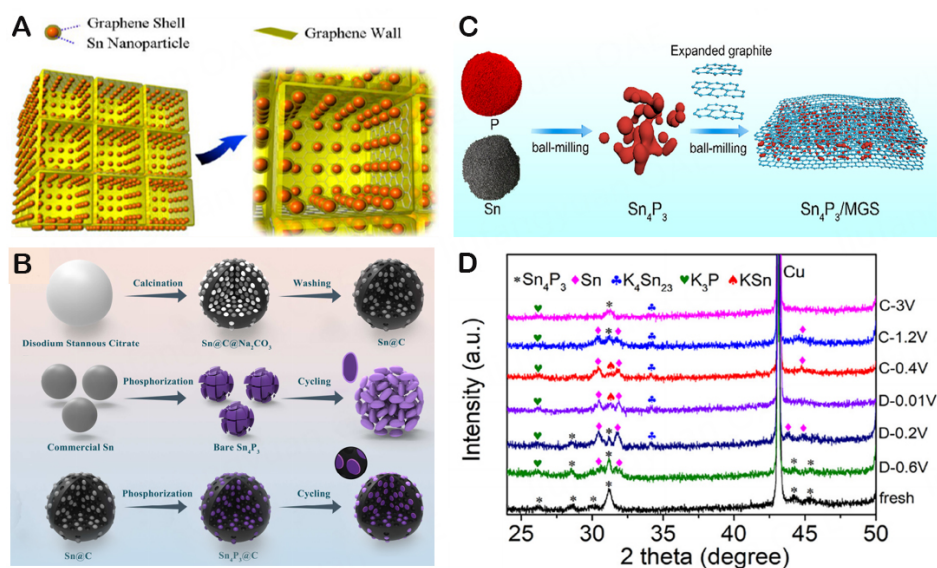 A
Graphene Shell
Sn Nanoparticle
Graphene Wall
B
Calcination
Washing
Disodium Stannous Citrate
Sn@C@Na₂CO₃
Sn@C
Phosphorization
Cycling
Commercial Sn
Bare Sn₄P₃
Phosphorization
Cycling
Sn@C
Sn₄P₃@C
C
Expanded graphite
P
ball-milling
ball-milling
Sn
Sn₄P₃
Sn₄P₃/MGS
D
Cu
*Sn₄P₃ ♦Sn ♣K₄Sn₂₃ ♥K₃P ♠KSn
C-3V
C-1.2V
C-0.4V
D-0.01V
D-0.2V
D-0.6V
fresh
Intensity (a.u.)
25 30 35 40 45 50
2 theta (degree)